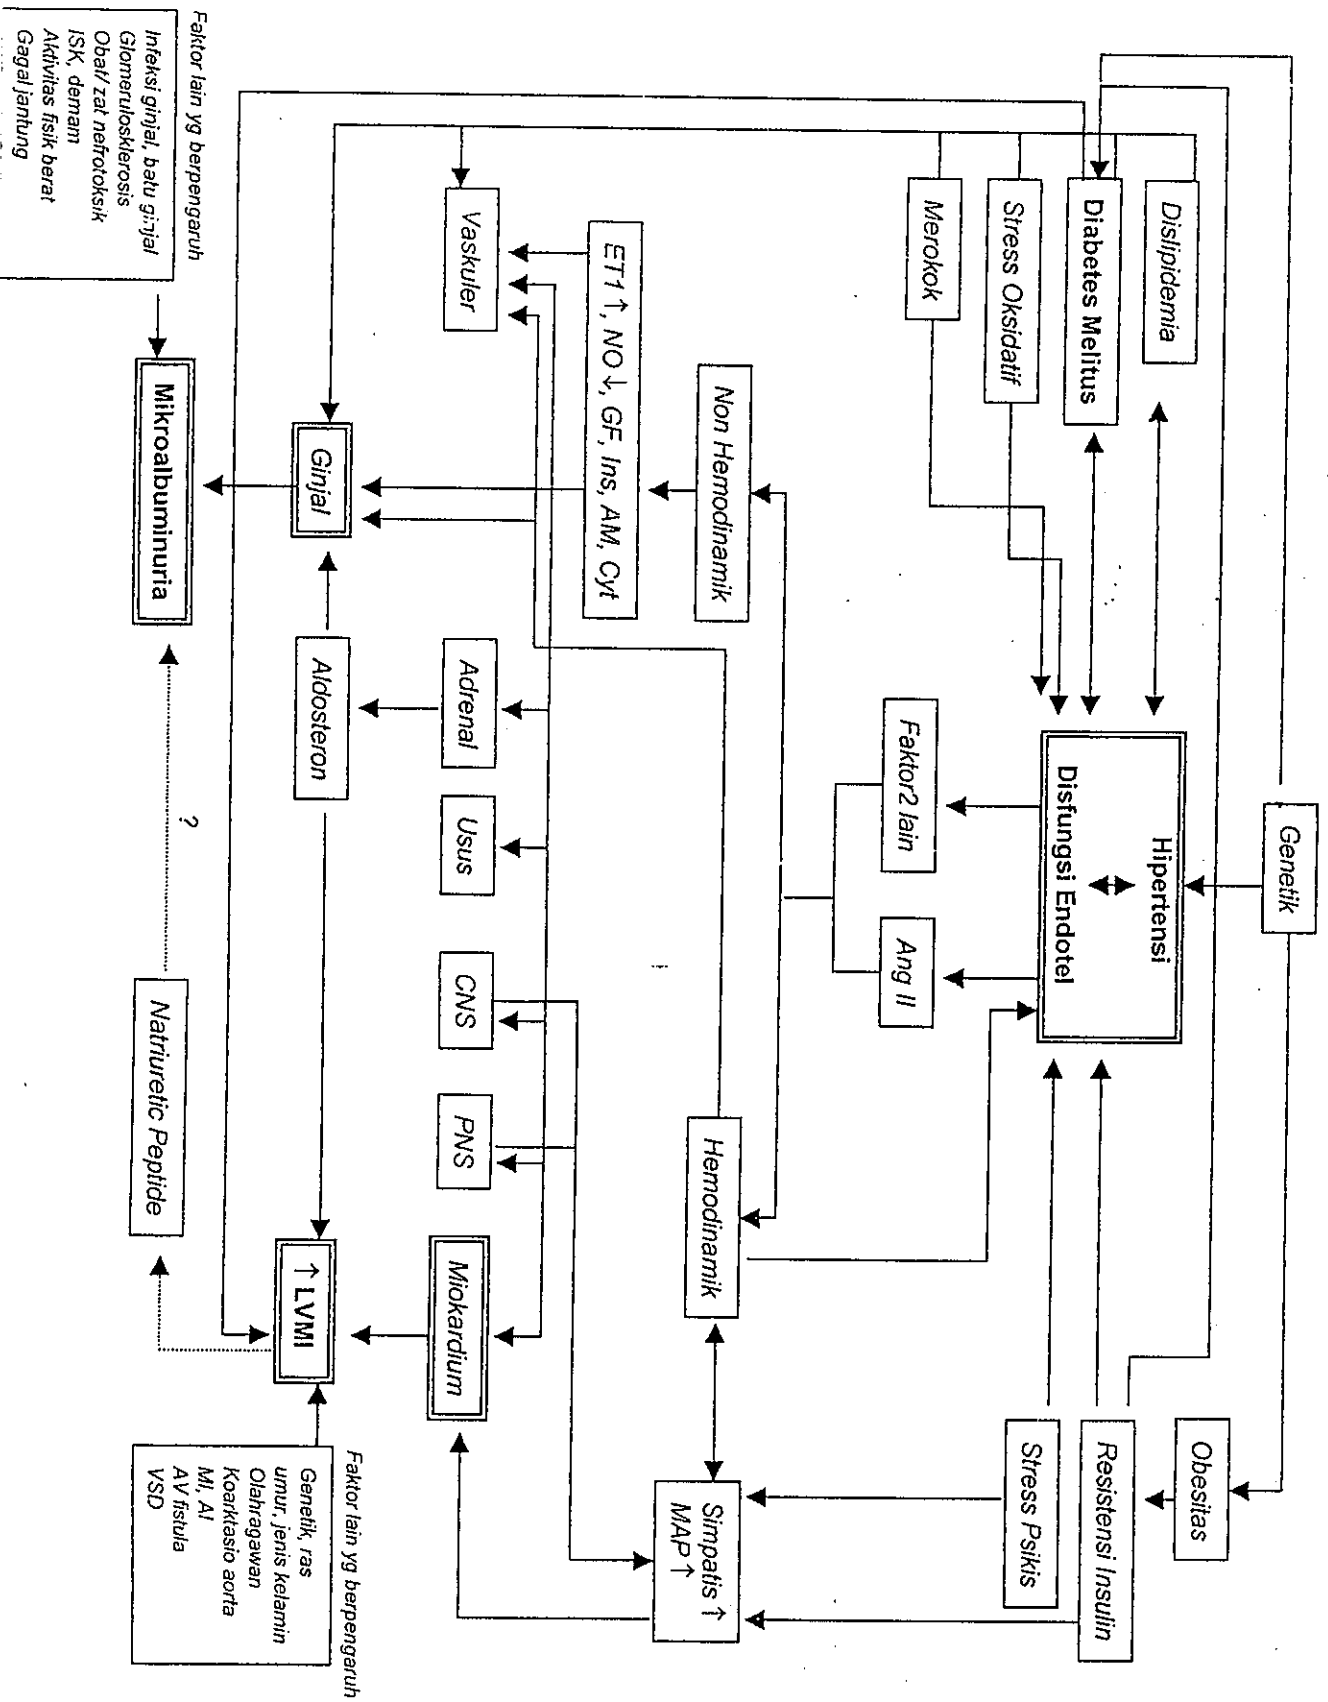 Genetik
Obesitas
Dislipidemia
Hipertensi
Resistensi Insulin
Diabetes Melitus
Disfungsi Endotel
Stress Oksidatif
Stress Psikis
Merokok
Faktor2 lain
Ang II
Non Hemodinamik
Hemodinamik
Simpatis ↑
MAP ↑
ET1 ↑, NO ↓, GF, Ins, AM, Cyt
Vaskuler
Adrenal
Usus
CNS
PNS
Miokardium
Ginjal
Aldosteron
↑ LVMI
Faktor lain yg berpengaruh
Genetik, ras
umur, jenis kelamin
Olahragawan
Koarktasio aorta
MI, AI
AV fistula
VSD
?
Mikroalbuminuria
Natriuretic Peptide
Faktor lain yg berpengaruh
Infeksi ginjal, batu ginjal
Glomerulosklerosis
Obat/ zat nefrotoksik
ISK, demam
Aktivitas fisik berat
Gagal jantung